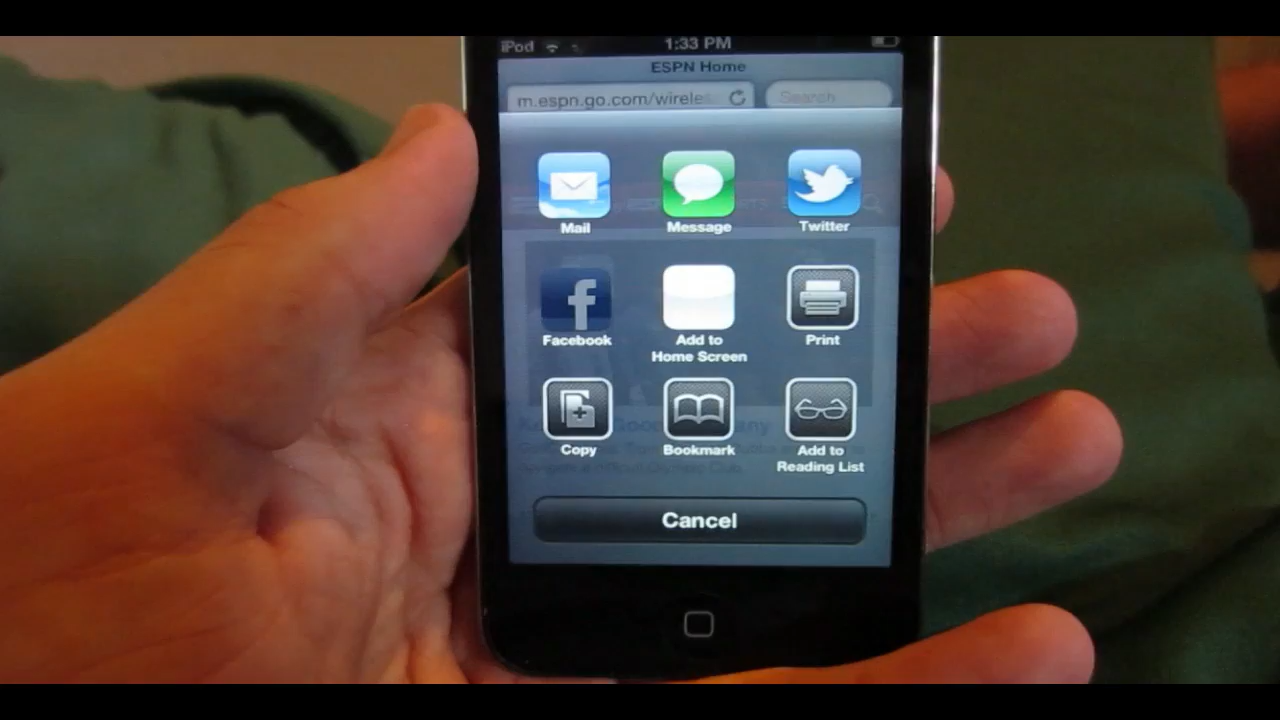 iPod 1:33 PM
ESPN Home
m.espn.go.com/wireles Search
Mail Message Twitter
Facebook Add to Home Screen Print
Copy Bookmark Add to Reading List
Cancel